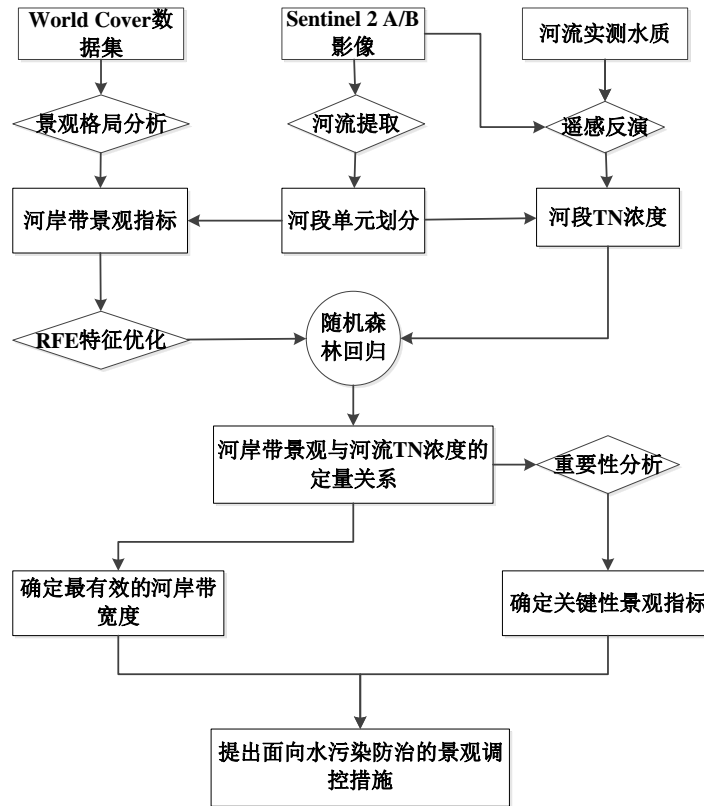 World Cover数
据集
Sentinel 2 A/B
影像
河流实测水质
景观格局分析
河流提取
遥感反演
河岸带景观指标
河段单元划分
河段TN浓度
RFE特征优化
随机森
林回归
河岸带景观与河流TN浓度的
定量关系
重要性分析
确定最有效的河岸带
宽度
确定关键性景观指标
提出面向水污染防治的景观调
控措施